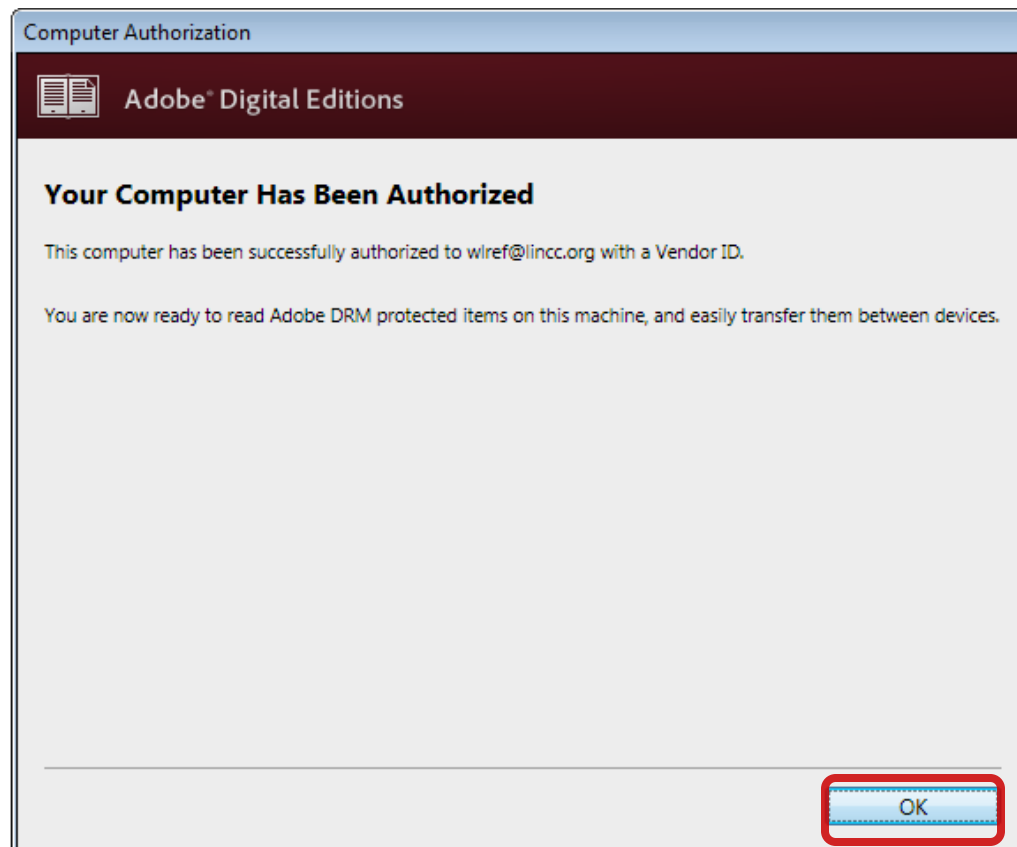 Computer Authorization
Adobe® Digital Editions
Your Computer Has Been Authorized
This computer has been successfully authorized to wlref@lincc.org with a Vendor ID.
You are now ready to read Adobe DRM protected items on this machine, and easily transfer them between devices.
OK